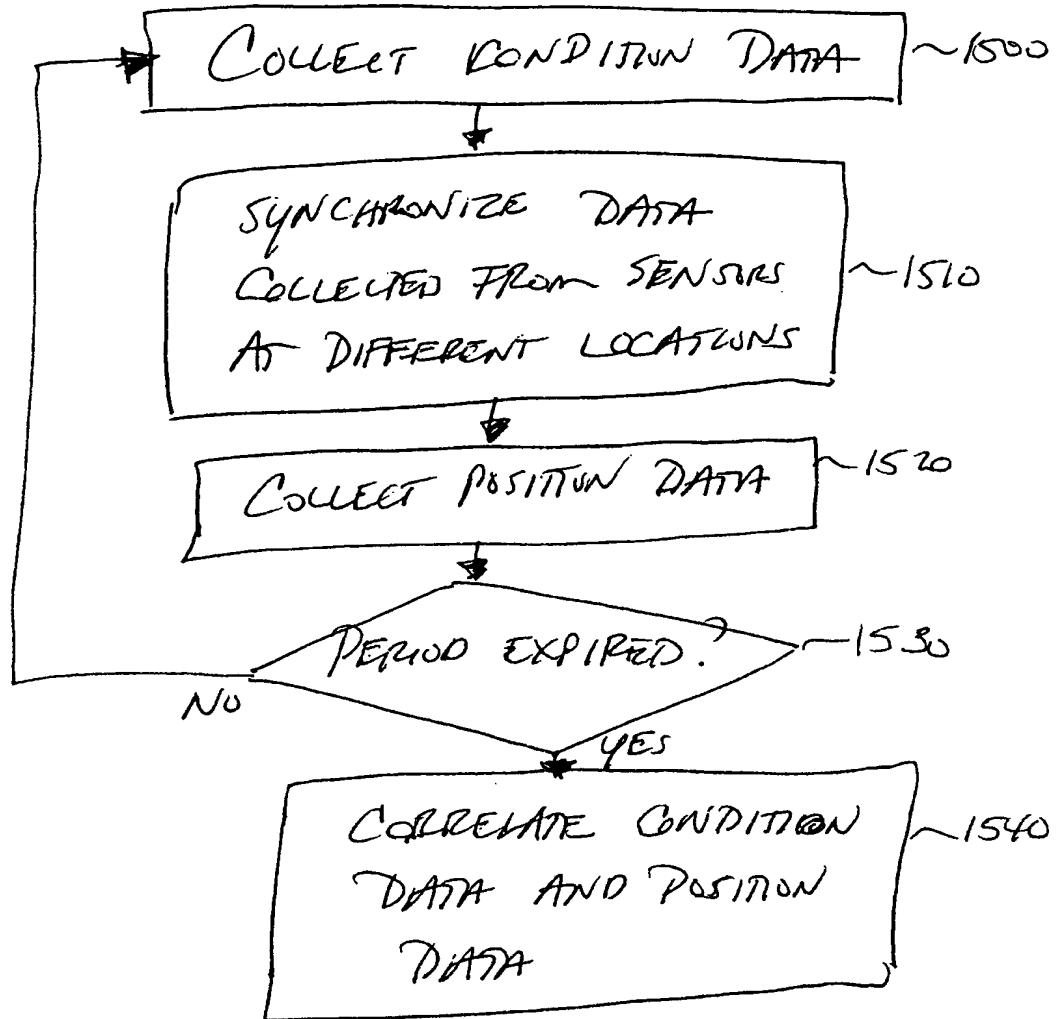 COLLECT CONDITION DATA ~1500
SYNCHRONIZE DATA
COLLECTED FROM SENSORS ~1510
AT DIFFERENT LOCATIONS
COLLECT POSITION DATA ~1520
PERIOD EXPIRED? ~1530
NO
YES
CORRELATE CONDITION ~1540
DATA AND POSITION
DATA